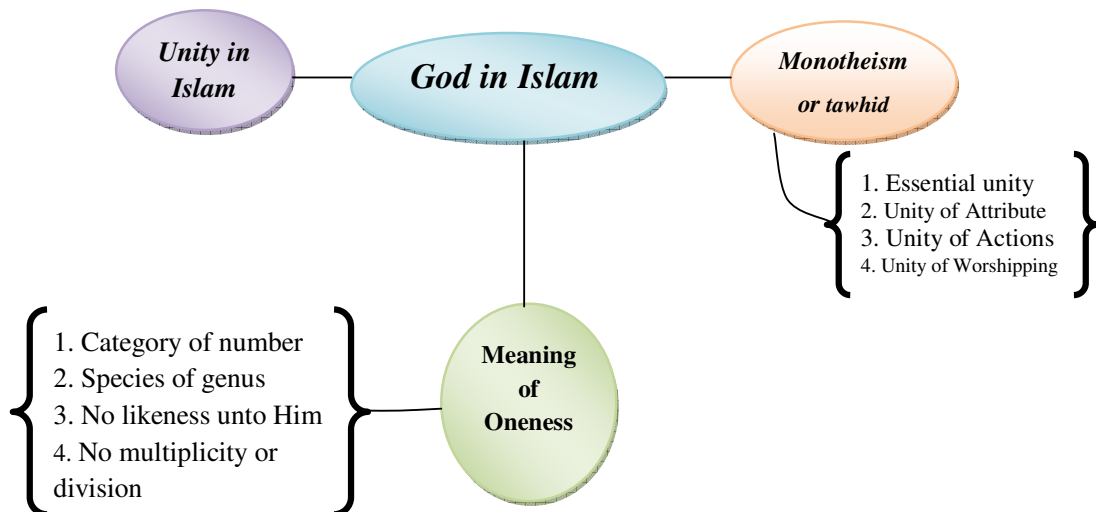 Unity in
Islam
God in Islam
Monotheism
or tawhid
1. Essential unity
2. Unity of Attribute
3. Unity of Actions
4. Unity of Worshipping
Meaning
of
Oneness
1. Category of number
2. Species of genus
3. No likeness unto Him
4. No multiplicity or
division